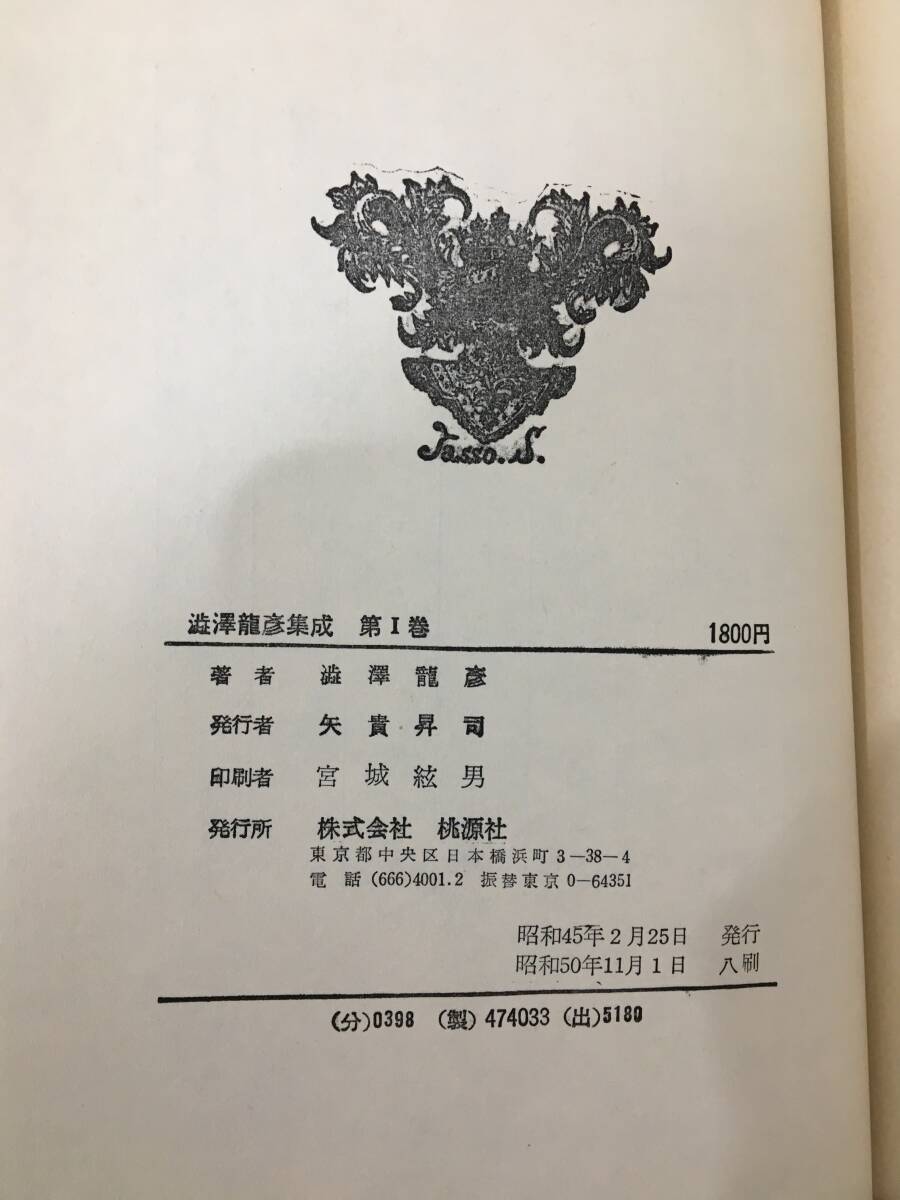 Tasso. S.
澁澤龍彦集成　第Ⅰ巻　1800円
著者　澁澤龍彦
発行者　矢貴昇司
印刷者　宮城絃男
発行所　株式会社　桃源社
東京都中央区日本橋浜町3－38－4
電話(666)4001.2　振替東京0－64351
昭和45年2月25日　発行
昭和50年11月1日　八刷
(分)0398　(製)474033　(出)5180